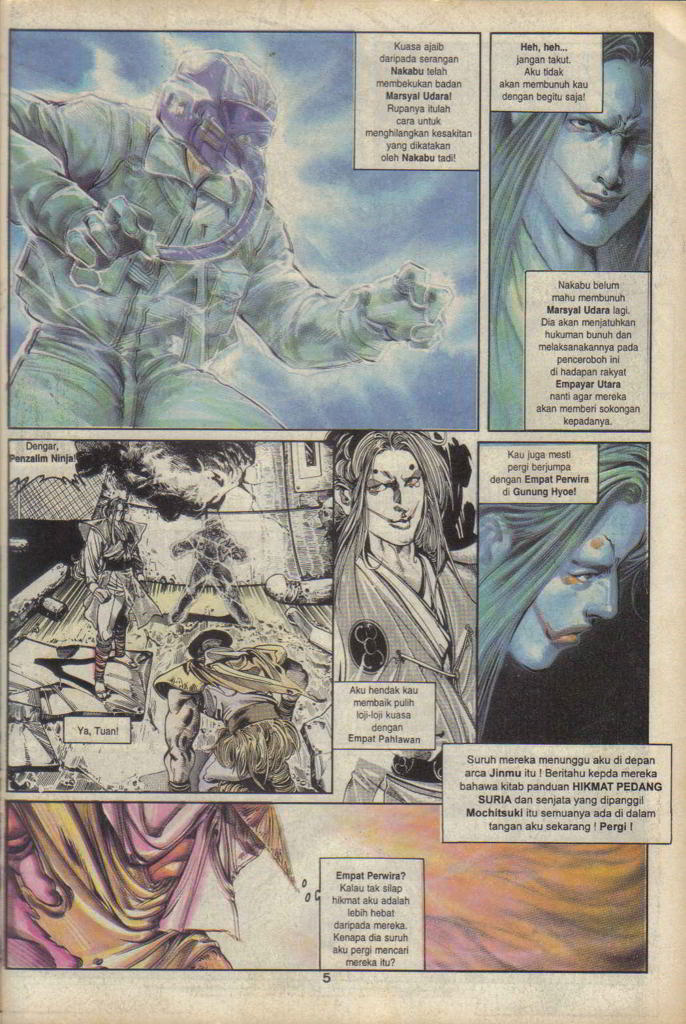 Kuasa ajaib
daripada serangan
Nakabu telah
membekukan badan
Marsyal Udara!
Rupanya itulah
cara untuk
menghilangkan kesakitan
yang dikatakan
oleh Nakabu tadi!
Heh, heh...
jangan takut.
Aku tidak
akan membunuh kau
dengan begitu saja!
Nakabu belum
mahu membunuh
Marsyal Udara lagi.
Dia akan menjatuhkan
hukuman bunuh dan
melaksanakannya pada
penceroboh ini
di hadapan rakyat
Empayar Utara
nanti agar mereka
akan memberi sokongan
kepadanya.
Dengar,
Penzalim Ninja!
Ya, Tuan!
Aku hendak kau
membaik pulih
loji-loji kuasa
dengan
Empat Pahlawan
Kau juga mesti
pergi berjumpa
dengan Empat Perwira
di Gunung Hyoe!
Suruh mereka menunggu aku di depan
arca Jinmu itu ! Beritahu kepda mereka
bahawa kitab panduan HIKMAT PEDANG
SURIA dan senjata yang dipanggil
Mochitsuki itu semuanya ada di dalam
tangan aku sekarang ! Pergi !
Empat Perwira?
Kalau tak silap
hikmat aku adalah
lebih hebat
daripada mereka.
Kenapa dia suruh
aku pergi mencari
mereka itu?
5